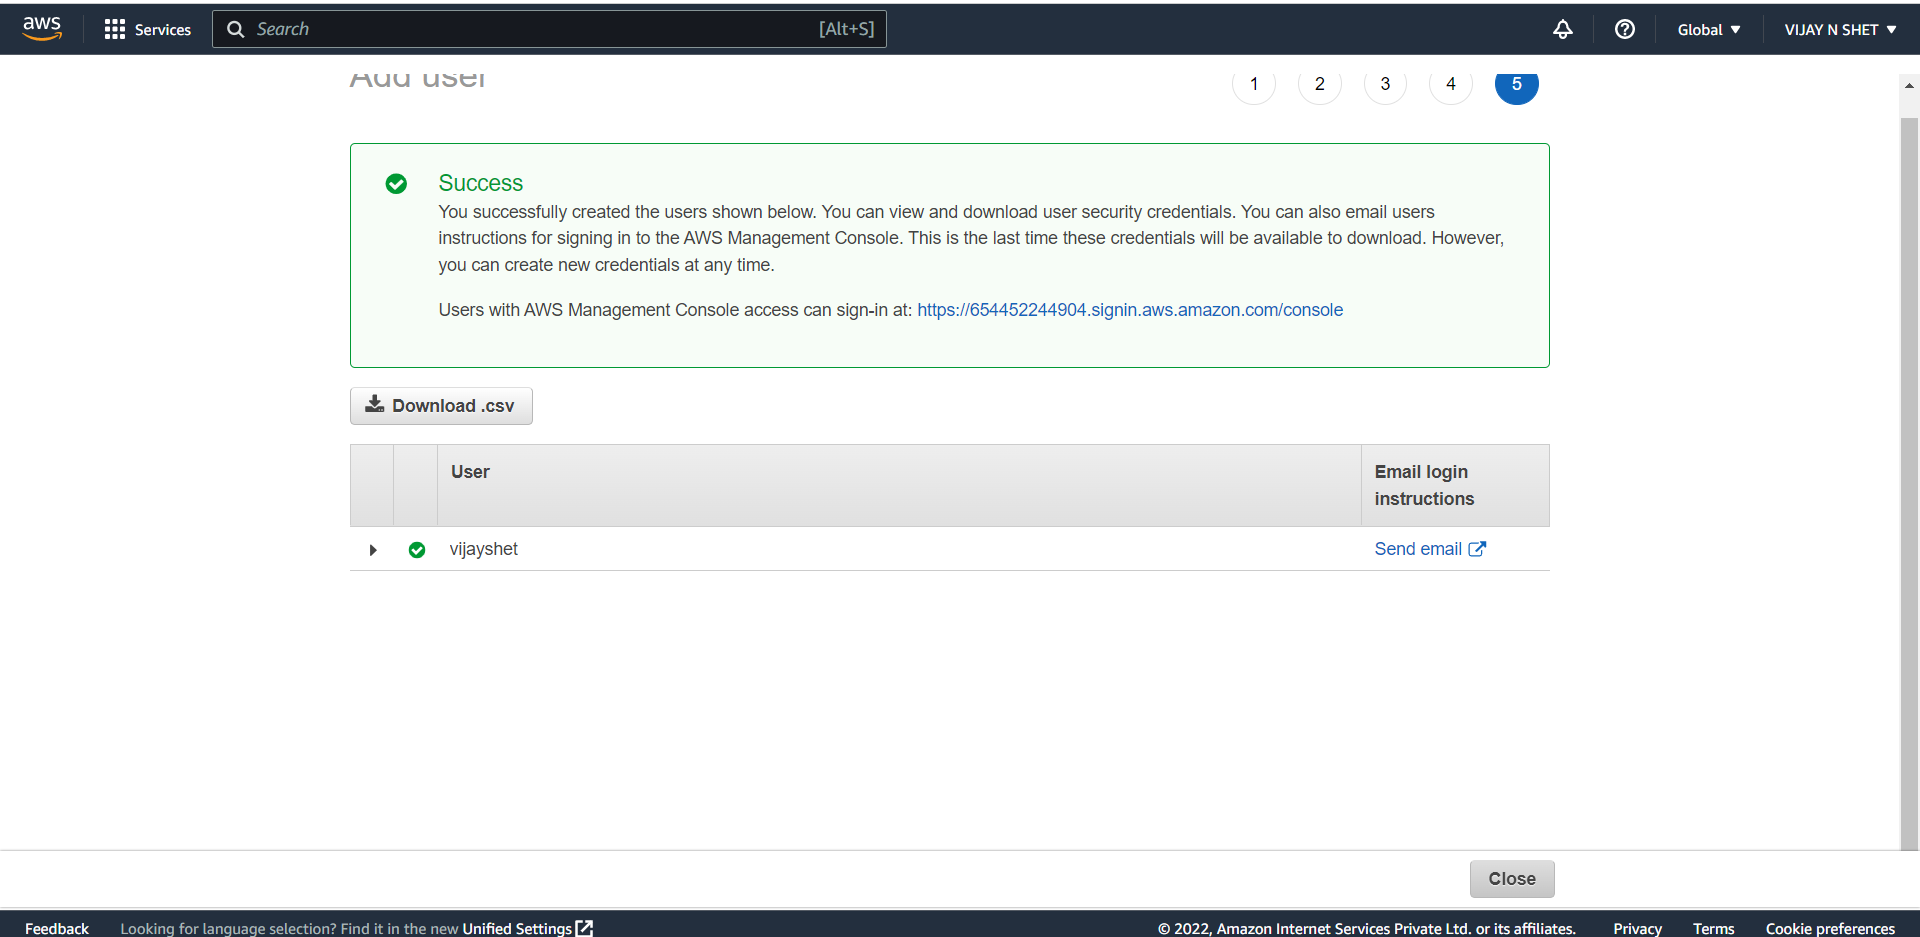 aws
Services
Search
[Alt+S]
Global
VIJAY N SHET
Add user
1
2
3
4
5
Success
You successfully created the users shown below. You can view and download user security credentials. You can also email users
instructions for signing in to the AWS Management Console. This is the last time these credentials will be available to download. However,
you can create new credentials at any time.
Users with AWS Management Console access can sign-in at: https://654452244904.signin.aws.amazon.com/console
Download .csv
User
Email login
instructions
vijayshet
Send email
Close
Feedback
Looking for language selection? Find it in the new Unified Settings
© 2022, Amazon Internet Services Private Ltd. or its affiliates.
Privacy
Terms
Cookie preferences